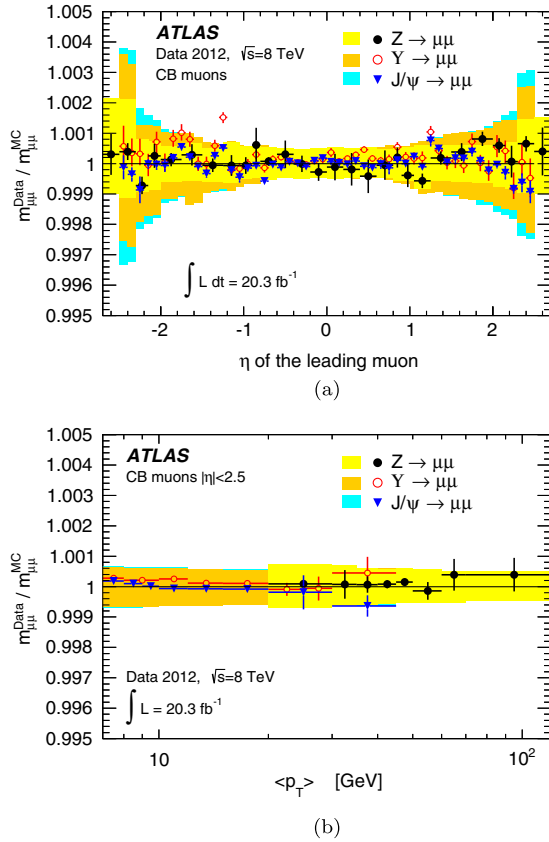 1.005
1.004
1.003
1.002
1.001
1
0.999
0.998
0.997
0.996
0.995
m_μμ^Data / m_μμ^MC
ATLAS
Data 2012, √s=8 TeV
CB muons
Z → μμ
Υ → μμ
J/ψ → μμ
∫ L dt = 20.3 fb⁻¹
-2 -1 0 1 2
η of the leading muon
(a)
1.005
1.004
1.003
1.002
1.001
1
0.999
0.998
0.997
0.996
0.995
m_μμ^Data / m_μμ^MC
ATLAS
CB muons |η|<2.5
Z → μμ
Υ → μμ
J/ψ → μμ
Data 2012, √s=8 TeV
∫ L = 20.3 fb⁻¹
10 10²
<p_T> [GeV]
(b)